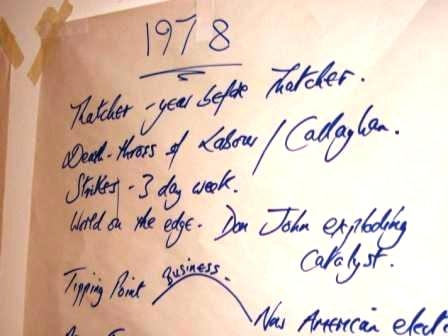 1978
Thatcher - year before Thatcher.
Death-throes of Labour / Callaghan.
Strikes - 3 day week.
World on the edge. Don John exploding
catalyst.
Tipping Point Business.
Now American elect